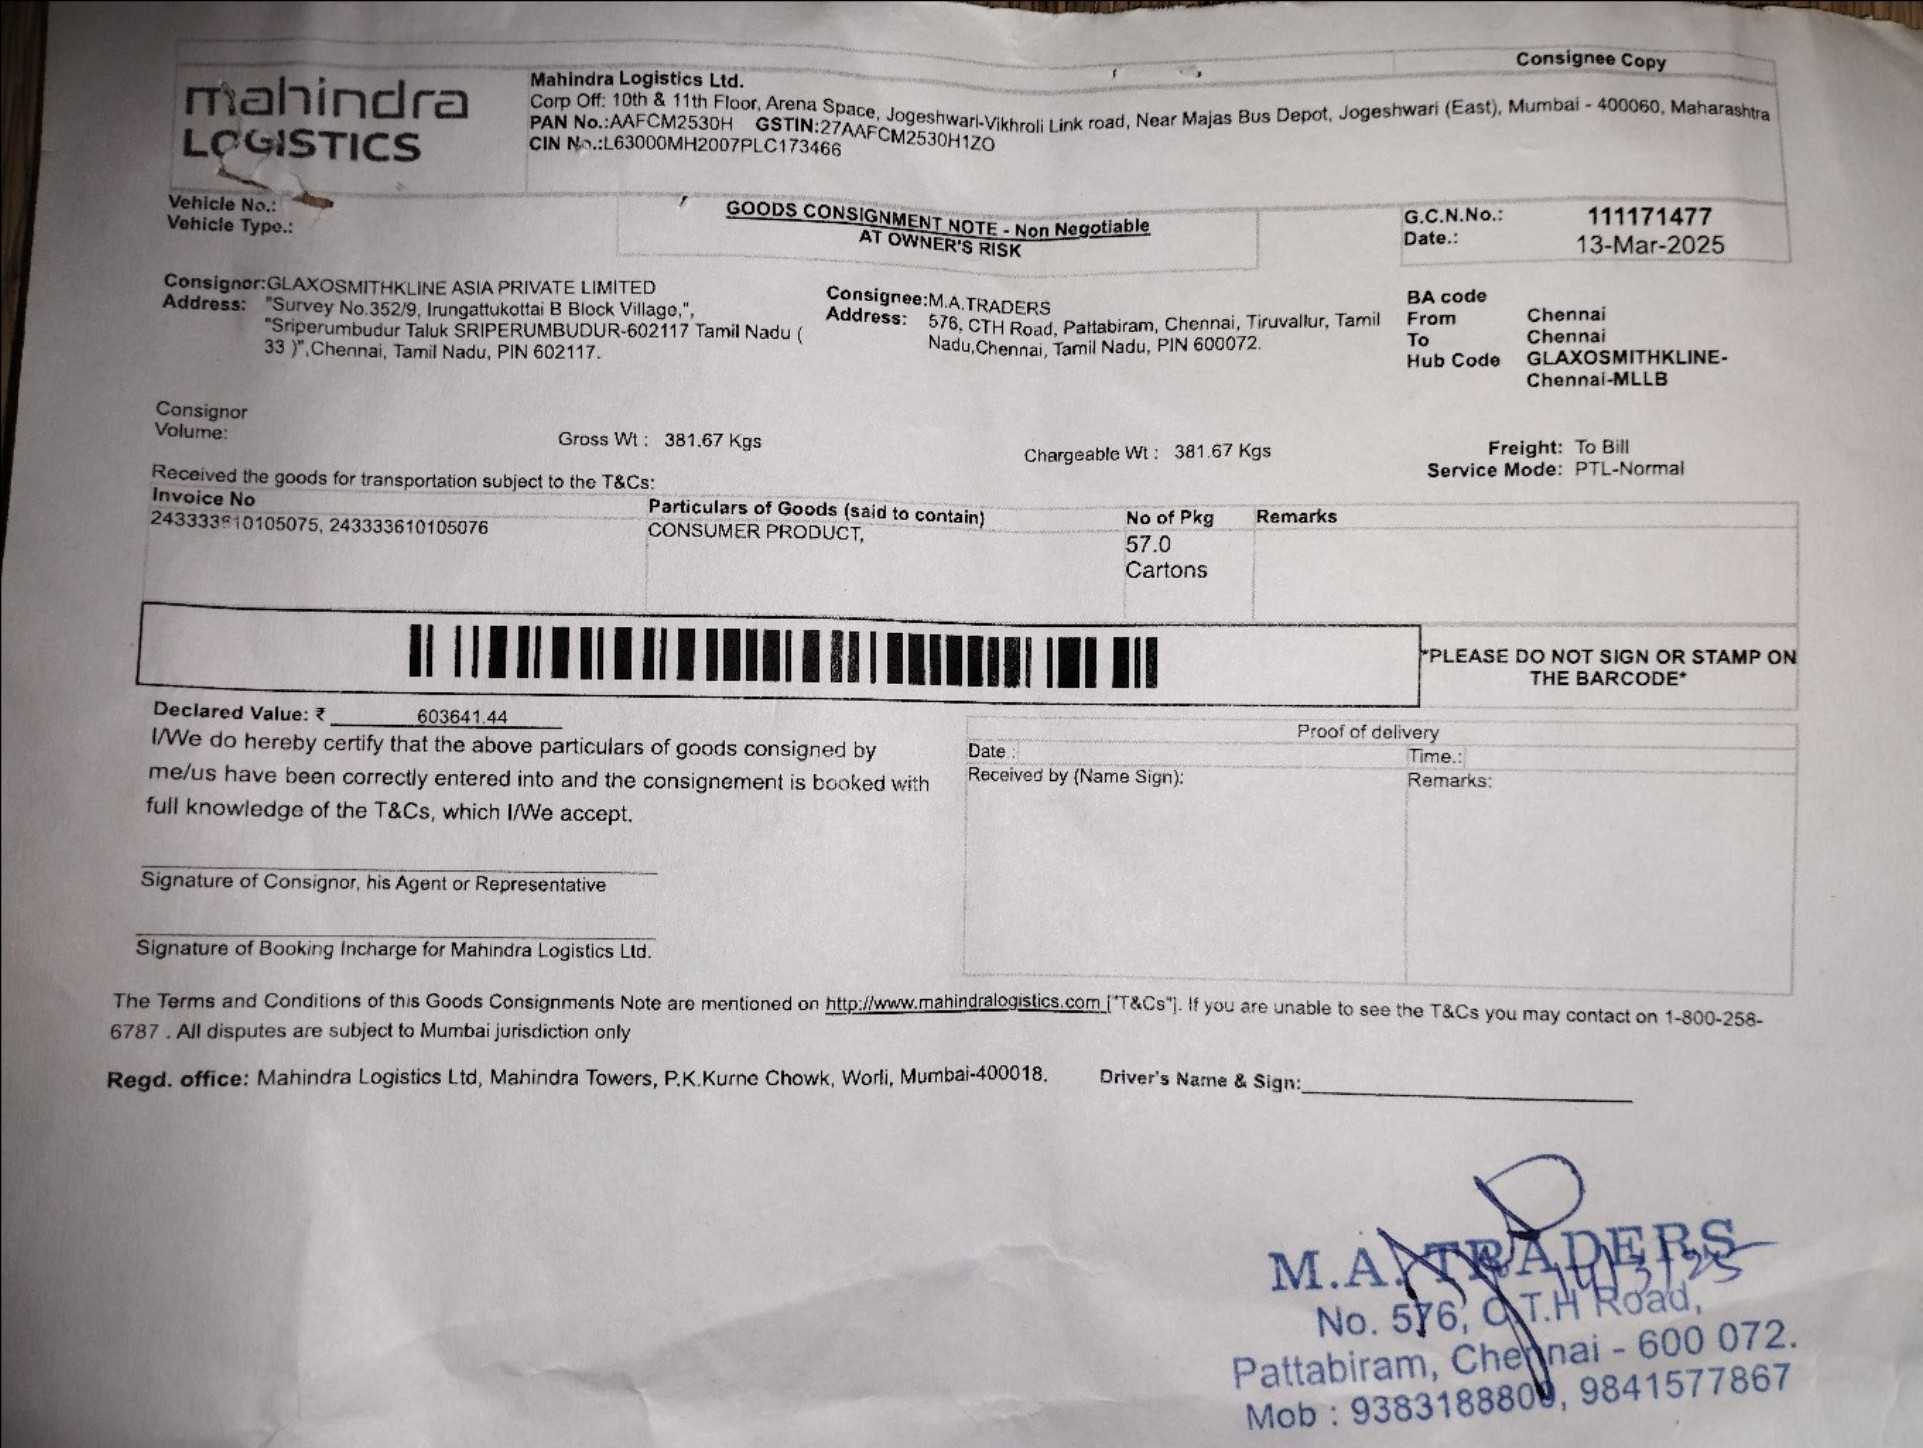 Consignee Copy
mahindra
LOGISTICS
Mahindra Logistics Ltd.
Corp Off: 10th & 11th Floor, Arena Space, Jogeshwari-Vikhroli Link road, Near Majas Bus Depot, Jogeshwari (East), Mumbai - 400060, Maharashtra
PAN No.:AAFCM2530H GSTIN:27AAFCM2530H1ZO
CIN No.:L63000MH2007PLC173466
Vehicle No.:
Vehicle Type.:
GOODS CONSIGNMENT NOTE - Non Negotiable
AT OWNER'S RISK
G.C.N.No.: 111171477
Date.: 13-Mar-2025
Consignor:GLAXOSMITHKLINE ASIA PRIVATE LIMITED
Address: "Survey No.352/9, Irungattukottai B Block Village,",
"Sriperumbudur Taluk SRIPERUMBUDUR-602117 Tamil Nadu (
33 )",Chennai, Tamil Nadu, PIN 602117.
Consignee:M.A.TRADERS
Address: 576, CTH Road, Pattabiram, Chennai, Tiruvallur, Tamil
Nadu,Chennai, Tamil Nadu, PIN 600072.
BA code
From Chennai
To Chennai
Hub Code GLAXOSMITHKLINE-
Chennai-MLLB
Consignor
Volume:
Gross Wt : 381.67 Kgs
Chargeable Wt : 381.67 Kgs
Freight: To Bill
Service Mode: PTL-Normal
Received the goods for transportation subject to the T&Cs:
Invoice No Particulars of Goods (said to contain) No of Pkg Remarks
243333610105075, 243333610105076 CONSUMER PRODUCT, 57.0
Cartons
*PLEASE DO NOT SIGN OR STAMP ON
THE BARCODE*
Declared Value: ₹ 603641.44
I/We do hereby certify that the above particulars of goods consigned by
me/us have been correctly entered into and the consignement is booked with
full knowledge of the T&Cs, which I/We accept.
Proof of delivery
Date.: Time.:
Received by (Name Sign): Remarks:
Signature of Consignor, his Agent or Representative
Signature of Booking Incharge for Mahindra Logistics Ltd.
The Terms and Conditions of this Goods Consignments Note are mentioned on http://www.mahindralogistics.com ["T&Cs"]. If you are unable to see the T&Cs you may contact on 1-800-258-
6787 . All disputes are subject to Mumbai jurisdiction only
Regd. office: Mahindra Logistics Ltd, Mahindra Towers, P.K.Kurne Chowk, Worli, Mumbai-400018. Driver's Name & Sign:
M.A. TRADERS
No. 576, C.T.H Road,
Pattabiram, Chennai - 600 072.
Mob : 9383188800, 9841577867